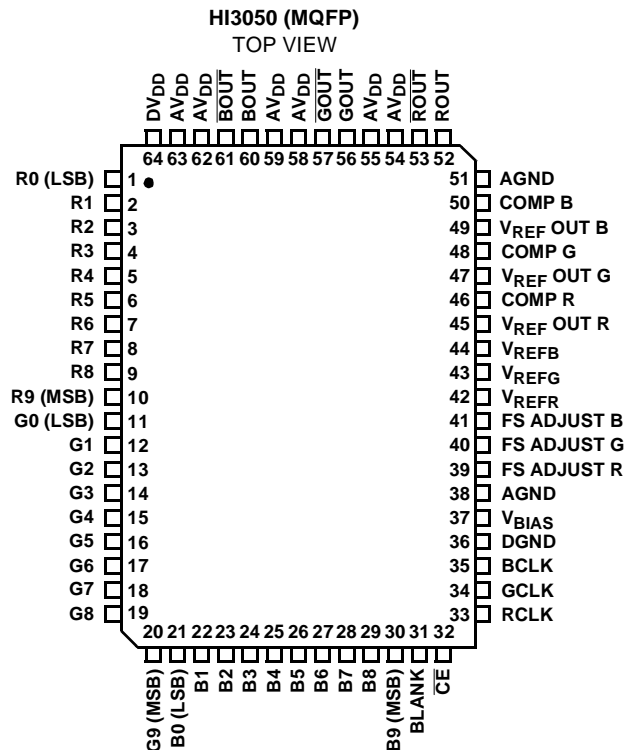 HI3050 (MQFP)
TOP VIEW
DVDD AVDD AVDD BOUT BOUT AVDD AVDD GOUT GOUT AVDD AVDD ROUT ROUT
64 63 62 61 60 59 58 57 56 55 54 53 52
R0 (LSB) 1 51 AGND
R1 2 50 COMP B
R2 3 49 VREF OUT B
R3 4 48 COMP G
R4 5 47 VREF OUT G
R5 6 46 COMP R
R6 7 45 VREF OUT R
R7 8 44 VREFB
R8 9 43 VREFG
R9 (MSB) 10 42 VREFR
G0 (LSB) 11 41 FS ADJUST B
G1 12 40 FS ADJUST G
G2 13 39 FS ADJUST R
G3 14 38 AGND
G4 15 37 VBIAS
G5 16 36 DGND
G6 17 35 BCLK
G7 18 34 GCLK
G8 19 33 RCLK
20 21 22 23 24 25 26 27 28 29 30 31 32
G9 (MSB) B0 (LSB) B1 B2 B3 B4 B5 B6 B7 B8 B9 (MSB) BLANK CE